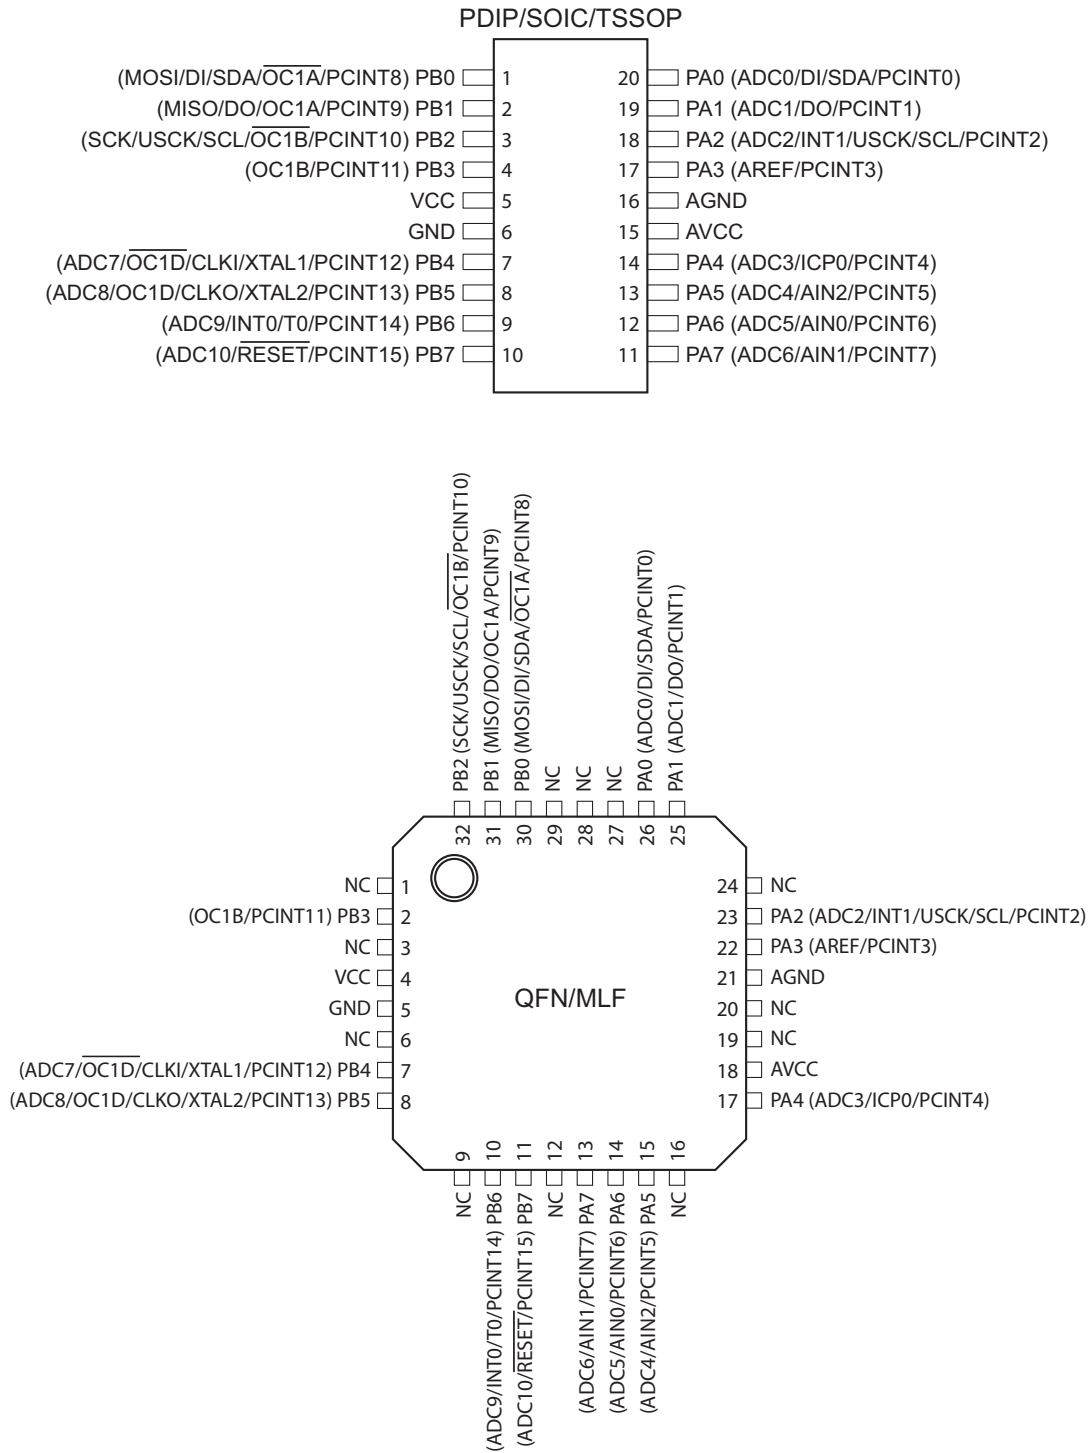 PDIP/SOIC/TSSOP
(MOSI/DI/SDA/OC1A/PCINT8) PB0 1 20 PA0 (ADC0/DI/SDA/PCINT0)
(MISO/DO/OC1A/PCINT9) PB1 2 19 PA1 (ADC1/DO/PCINT1)
(SCK/USCK/SCL/OC1B/PCINT10) PB2 3 18 PA2 (ADC2/INT1/USCK/SCL/PCINT2)
(OC1B/PCINT11) PB3 4 17 PA3 (AREF/PCINT3)
VCC 5 16 AGND
GND 6 15 AVCC
(ADC7/OC1D/CLKI/XTAL1/PCINT12) PB4 7 14 PA4 (ADC3/ICP0/PCINT4)
(ADC8/OC1D/CLKO/XTAL2/PCINT13) PB5 8 13 PA5 (ADC4/AIN2/PCINT5)
(ADC9/INT0/T0/PCINT14) PB6 9 12 PA6 (ADC5/AIN0/PCINT6)
(ADC10/RESET/PCINT15) PB7 10 11 PA7 (ADC6/AIN1/PCINT7)
PB2 (SCK/USCK/SCL/OC1B/PCINT10)
PB1 (MISO/DO/OC1A/PCINT9)
PB0 (MOSI/DI/SDA/OC1A/PCINT8)
NC
NC
NC
PA0 (ADC0/DI/SDA/PCINT0)
PA1 (ADC1/DO/PCINT1)
32 31 30 29 28 27 26 25
NC 1 24 NC
(OC1B/PCINT11) PB3 2 23 PA2 (ADC2/INT1/USCK/SCL/PCINT2)
NC 3 22 PA3 (AREF/PCINT3)
VCC 4 21 AGND
QFN/MLF
GND 5 20 NC
NC 6 19 NC
(ADC7/OC1D/CLKI/XTAL1/PCINT12) PB4 7 18 AVCC
(ADC8/OC1D/CLKO/XTAL2/PCINT13) PB5 8 17 PA4 (ADC3/ICP0/PCINT4)
9 10 11 12 13 14 15 16
NC
(ADC9/INT0/T0/PCINT14) PB6
(ADC10/RESET/PCINT15) PB7
NC
(ADC6/AIN1/PCINT7) PA7
(ADC5/AIN0/PCINT6) PA6
(ADC4/AIN2/PCINT5) PA5
NC